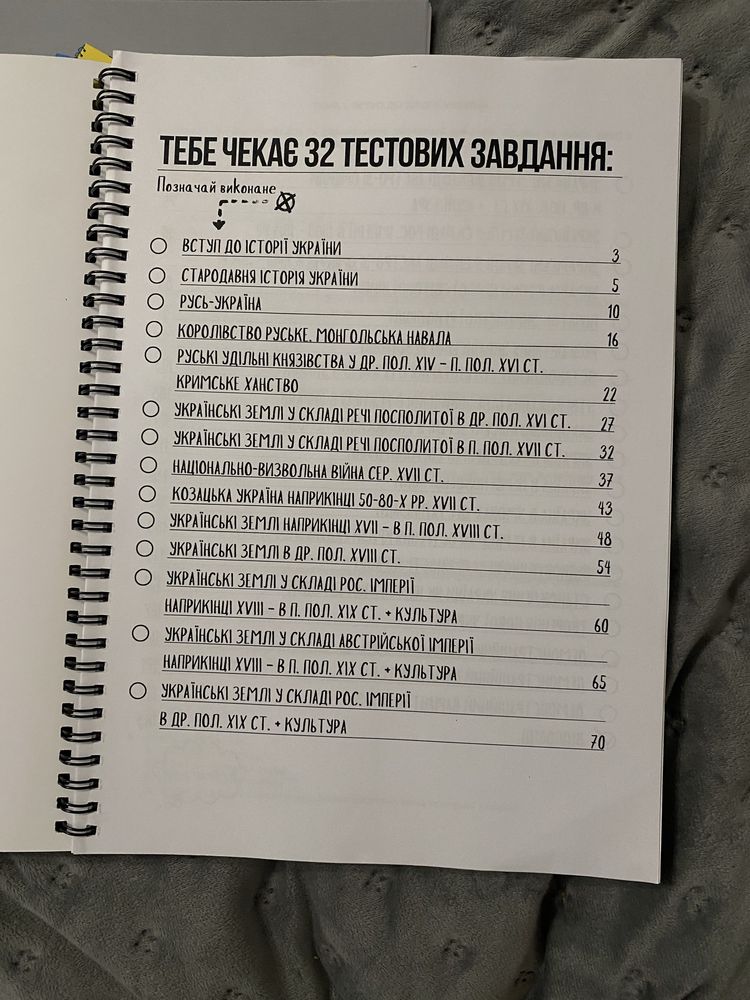 ТЕБЕ ЧЕКАЄ 32 ТЕСТОВИХ ЗАВДАННЯ:
Позначай виконане
ВСТУП ДО ІСТОРІЇ УКРАЇНИ 3
СТАРОДАВНЯ ІСТОРІЯ УКРАЇНИ 5
РУСЬ-УКРАЇНА 10
КОРОЛІВСТВО РУСЬКЕ. МОНГОЛЬСЬКА НАВАЛА 16
РУСЬКІ УДІЛЬНІ КНЯЗІВСТВА У ДР. ПОЛ. XIV – П. ПОЛ. XVI СТ.
КРИМСЬКЕ ХАНСТВО 22
УКРАЇНСЬКІ ЗЕМЛІ У СКЛАДІ РЕЧІ ПОСПОЛИТОЇ В ДР. ПОЛ. XVI СТ. 27
УКРАЇНСЬКІ ЗЕМЛІ У СКЛАДІ РЕЧІ ПОСПОЛИТОЇ В П. ПОЛ. XVII СТ. 32
НАЦІОНАЛЬНО-ВИЗВОЛЬНА ВІЙНА СЕР. XVII СТ. 37
КОЗАЦЬКА УКРАЇНА НАПРИКІНЦІ 50-80-Х РР. XVII СТ. 43
УКРАЇНСЬКІ ЗЕМЛІ НАПРИКІНЦІ XVII – В П. ПОЛ. XVIII СТ. 48
УКРАЇНСЬКІ ЗЕМЛІ В ДР. ПОЛ. XVIII СТ. 54
УКРАЇНСЬКІ ЗЕМЛІ У СКЛАДІ РОС. ІМПЕРІЇ
НАПРИКІНЦІ XVIII – В П. ПОЛ. XIX СТ. + КУЛЬТУРА 60
УКРАЇНСЬКІ ЗЕМЛІ У СКЛАДІ АВСТРІЙСЬКОЇ ІМПЕРІЇ
НАПРИКІНЦІ XVIII – В П. ПОЛ. XIX СТ. + КУЛЬТУРА 65
УКРАЇНСЬКІ ЗЕМЛІ У СКЛАДІ РОС. ІМПЕРІЇ
В ДР. ПОЛ. XIX СТ. + КУЛЬТУРА 70